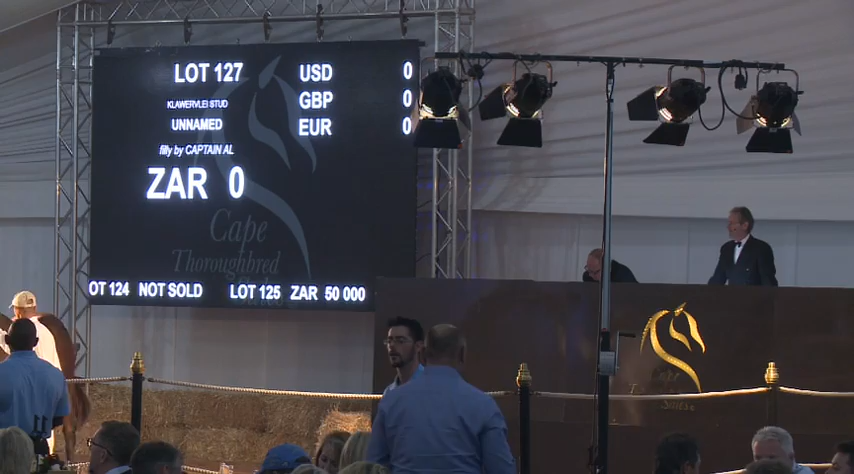 LOT 127 USD 0
KLAWERVLEI STUD GBP 0
UNNAMED EUR 0
filly by CAPTAIN AL
ZAR 0
Cape
Thoroughbred
OT 124 NOT SOLD LOT 125 ZAR 50 000